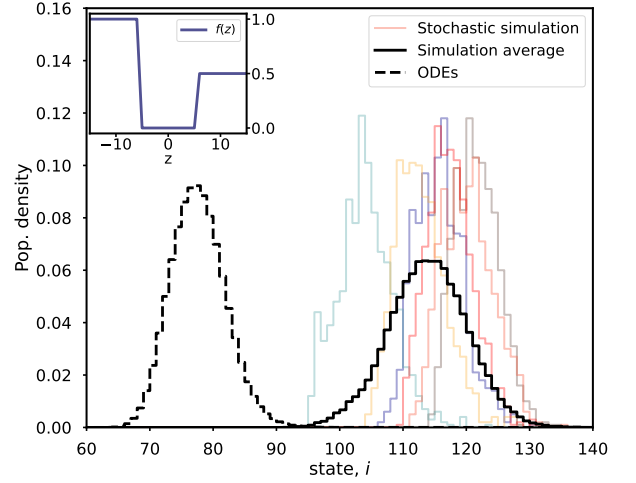 0.16
0.14
0.12
0.10
0.08
0.06
0.04
0.02
0.00
Pop. density
60 70 80 90 100 110 120 130 140
state, i
f(z)
1.0
0.5
0.0
−10 0 10
z
Stochastic simulation
Simulation average
ODEs